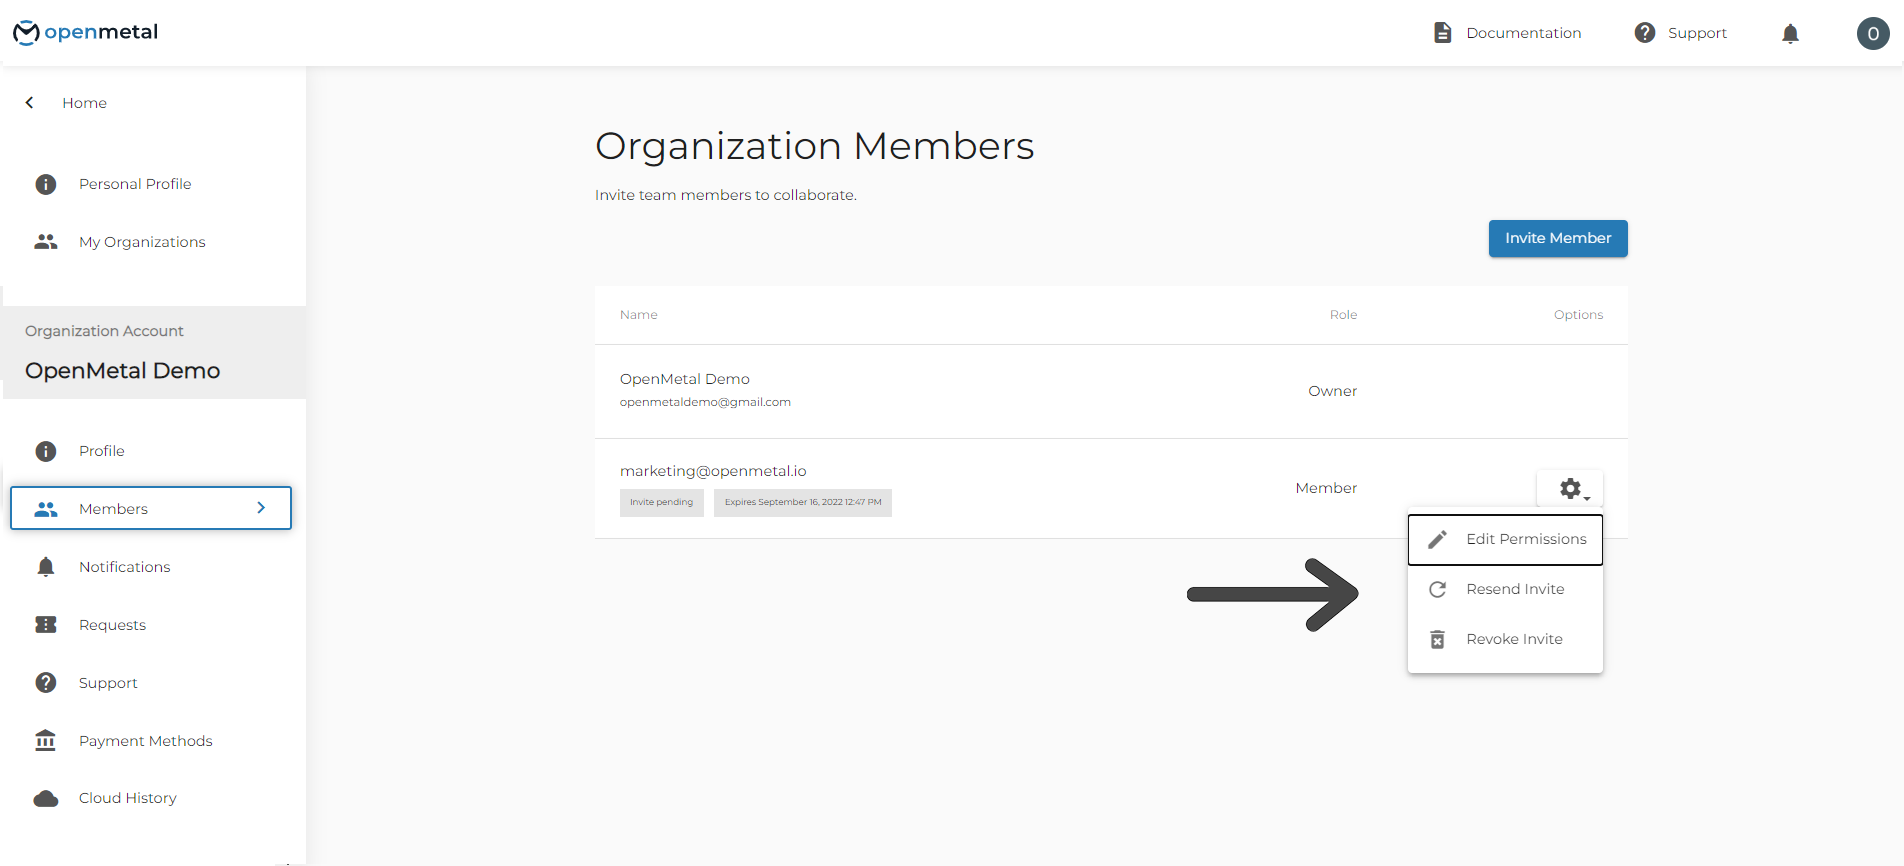 openmetal
Documentation
Support
O
Home
Personal Profile
My Organizations
Organization Account
OpenMetal Demo
Profile
Members
Notifications
Requests
Support
Payment Methods
Cloud History
Organization Members
Invite team members to collaborate.
Invite Member
Name Role Options
OpenMetal Demo
openmetaldemo@gmail.com
Owner
marketing@openmetal.io
Invite pending Expires September 16, 2022 12:47 PM
Member
Edit Permissions
Resend Invite
Revoke Invite